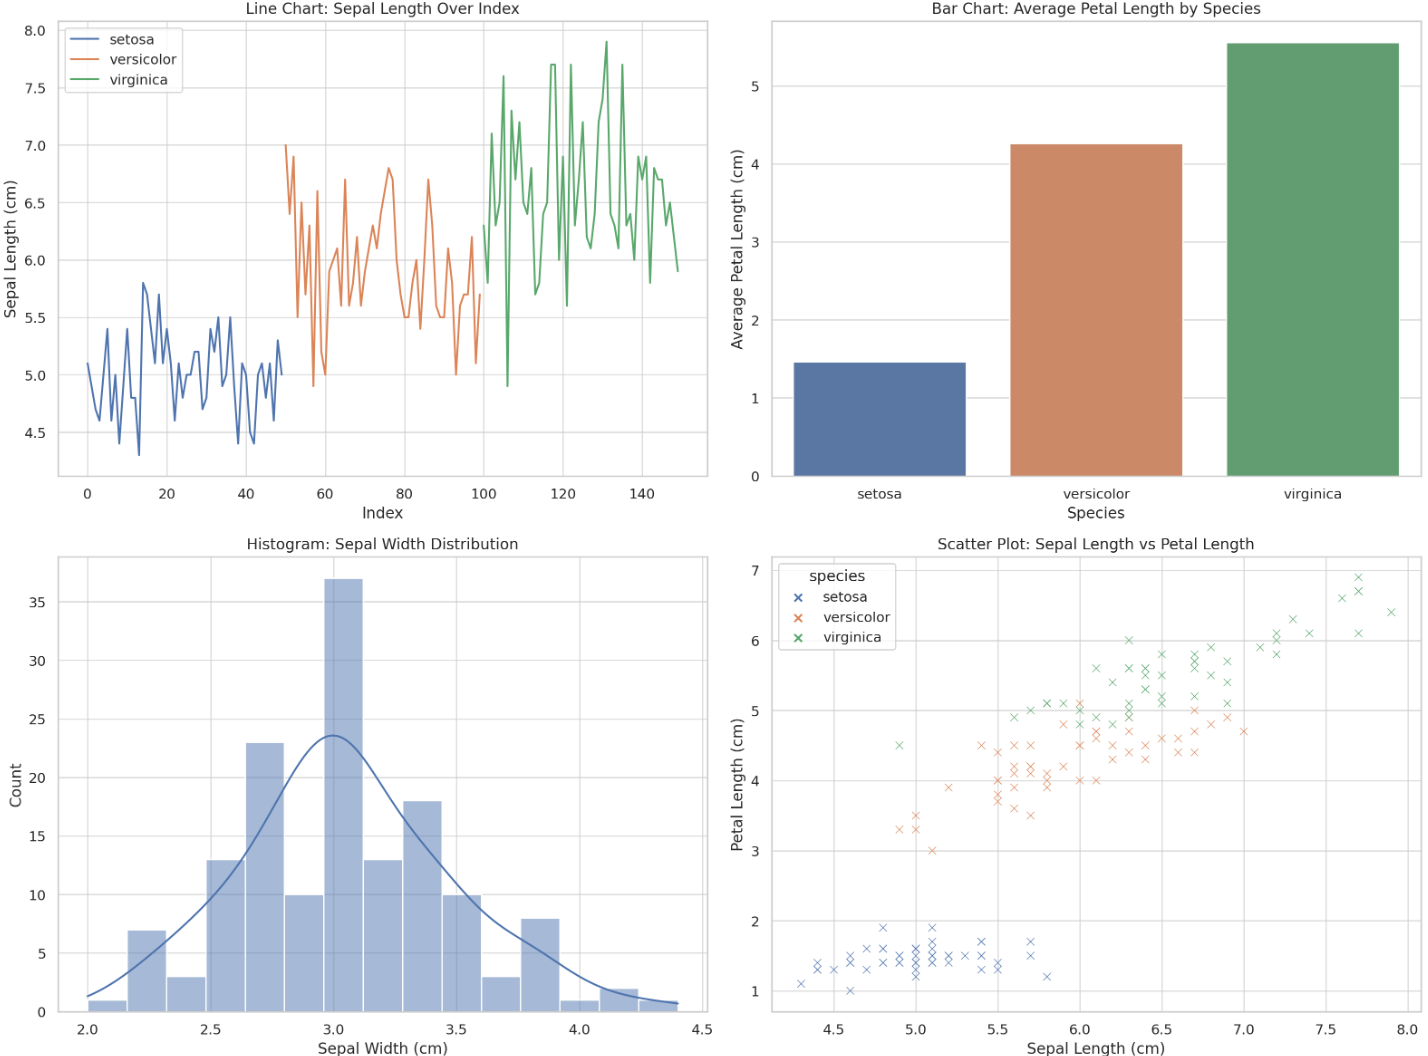 Line Chart: Sepal Length Over Index
setosa
versicolor
virginica
8.0
7.5
7.0
6.5
6.0
5.5
5.0
4.5
Sepal Length (cm)
0 20 40 60 80 100 120 140
Index
Bar Chart: Average Petal Length by Species
5
4
3
2
1
0
Average Petal Length (cm)
setosa versicolor virginica
Species
Histogram: Sepal Width Distribution
35
30
25
20
15
10
5
0
Count
2.0 2.5 3.0 3.5 4.0 4.5
Sepal Width (cm)
Scatter Plot: Sepal Length vs Petal Length
species
setosa
versicolor
virginica
7
6
5
4
3
2
1
Petal Length (cm)
4.5 5.0 5.5 6.0 6.5 7.0 7.5 8.0
Sepal Length (cm)